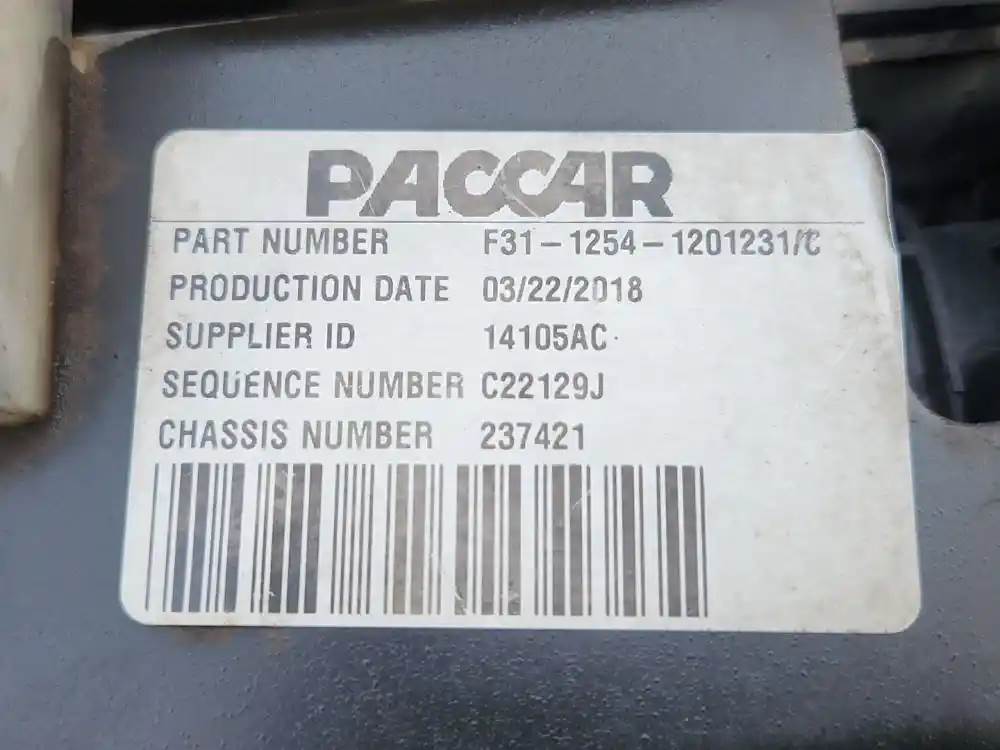 PACCAR
PART NUMBER F31-1254-1201231/C
PRODUCTION DATE 03/22/2018
SUPPLIER ID 14105AC
SEQUENCE NUMBER C22129J
CHASSIS NUMBER 237421